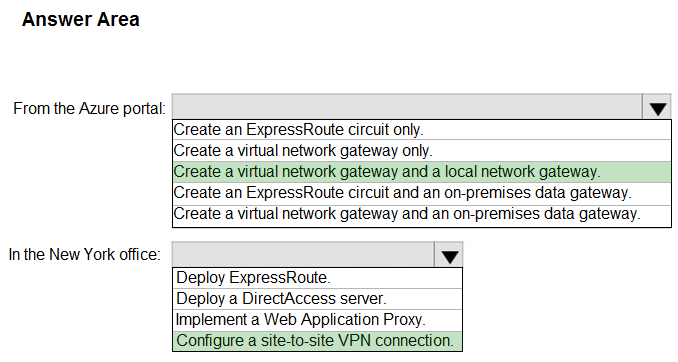 Answer Area
From the Azure portal:
Create an ExpressRoute circuit only.
Create a virtual network gateway only.
Create a virtual network gateway and a local network gateway.
Create an ExpressRoute circuit and an on-premises data gateway.
Create a virtual network gateway and an on-premises data gateway.
In the New York office:
Deploy ExpressRoute.
Deploy a DirectAccess server.
Implement a Web Application Proxy.
Configure a site-to-site VPN connection.